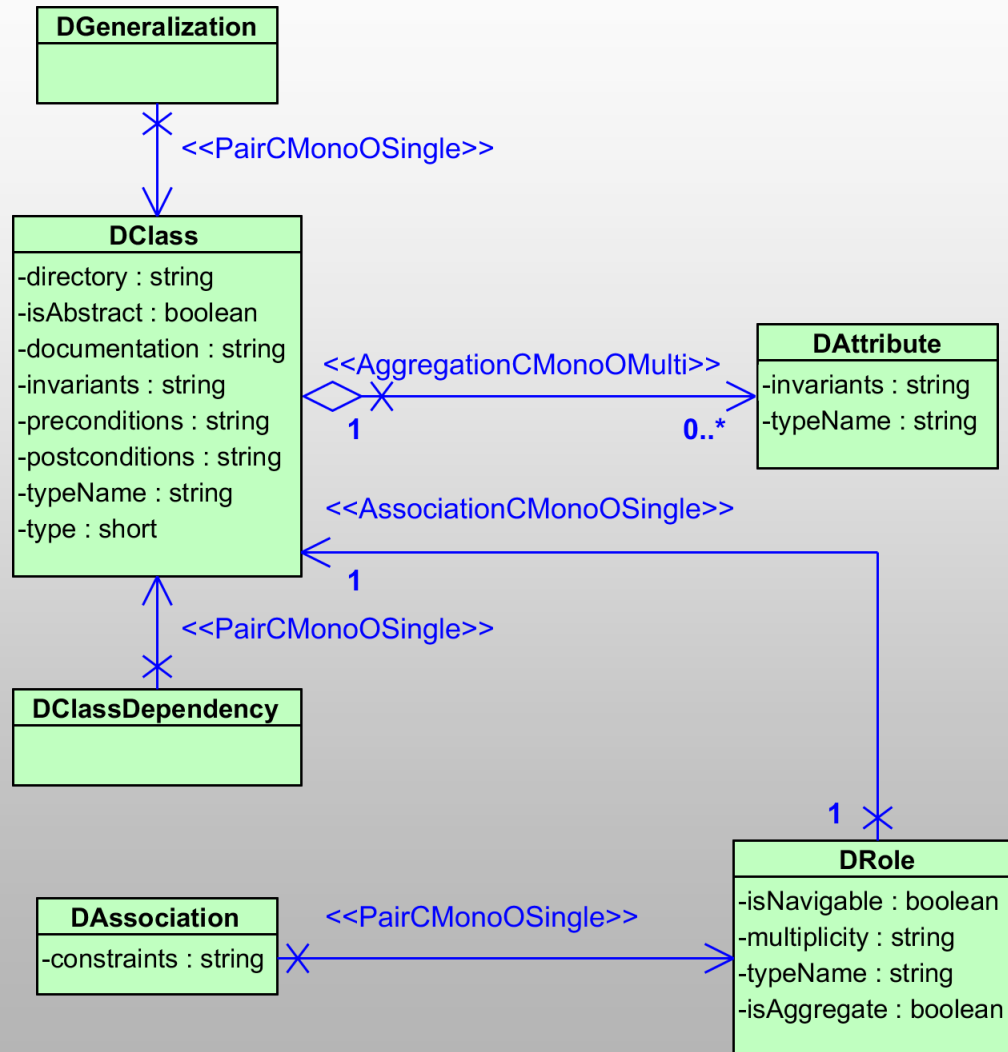 DGeneralization
<<PairCMonoOSingle>>
DClass
-directory : string
-isAbstract : boolean
-documentation : string
-invariants : string
-preconditions : string
-postconditions : string
-typeName : string
-type : short
<<AggregationCMonoOMulti>>
1
0..*
DAttribute
-invariants : string
-typeName : string
<<AssociationCMonoOSingle>>
1
1
<<PairCMonoOSingle>>
DClassDependency
DRole
-isNavigable : boolean
-multiplicity : string
-typeName : string
-isAggregate : boolean
DAssociation
-constraints : string
<<PairCMonoOSingle>>